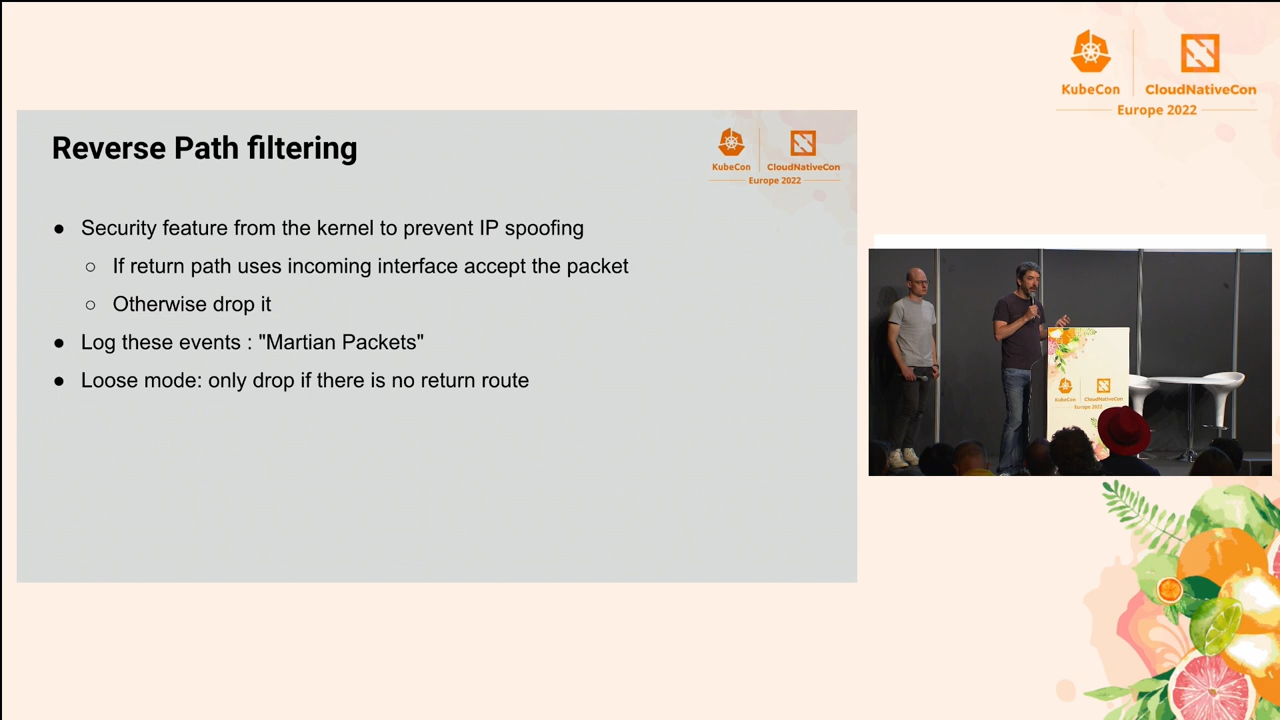 KubeCon
CloudNativeCon
Europe 2022
Reverse Path filtering
KubeCon
CloudNativeCon
Europe 2022
● Security feature from the kernel to prevent IP spoofing
○ If return path uses incoming interface accept the packet
○ Otherwise drop it
● Log these events : "Martian Packets"
● Loose mode: only drop if there is no return route
KubeCon
CloudNativeCon
Europe 2022